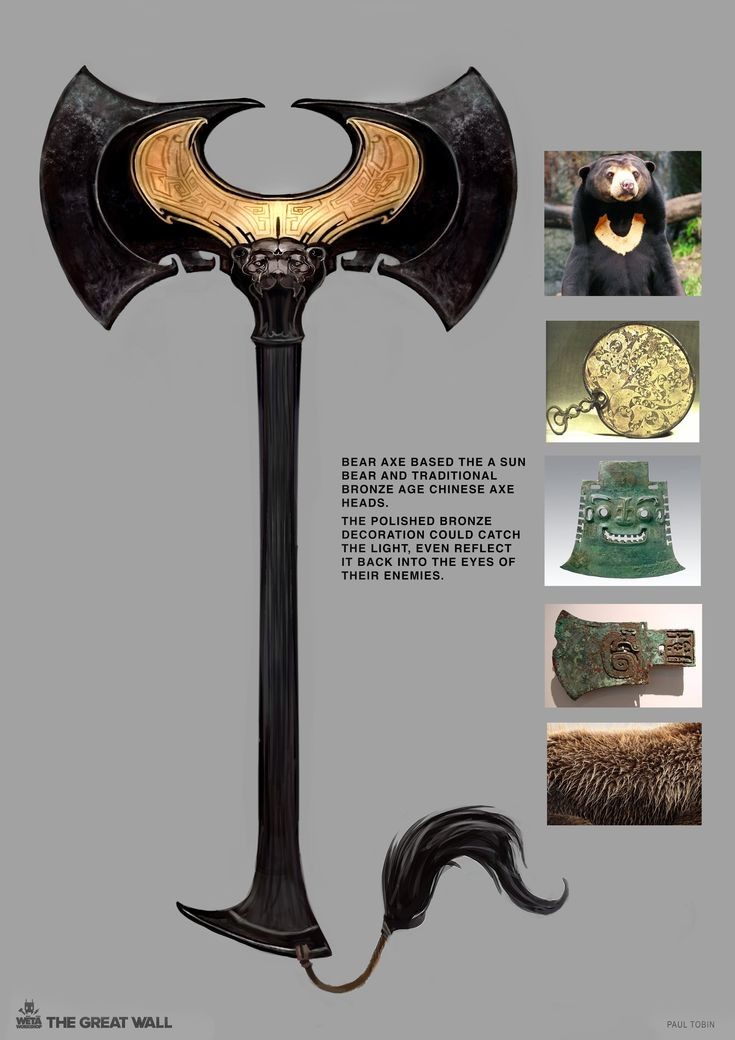 BEAR AXE BASED THE A SUN
BEAR AND TRADITIONAL
BRONZE AGE CHINESE AXE
HEADS.
THE POLISHED BRONZE
DECORATION COULD CATCH
THE LIGHT, EVEN REFLECT
IT BACK INTO THE EYES OF
THEIR ENEMIES.
WETA
WORKSHOP
THE GREAT WALL
PAUL TOBIN